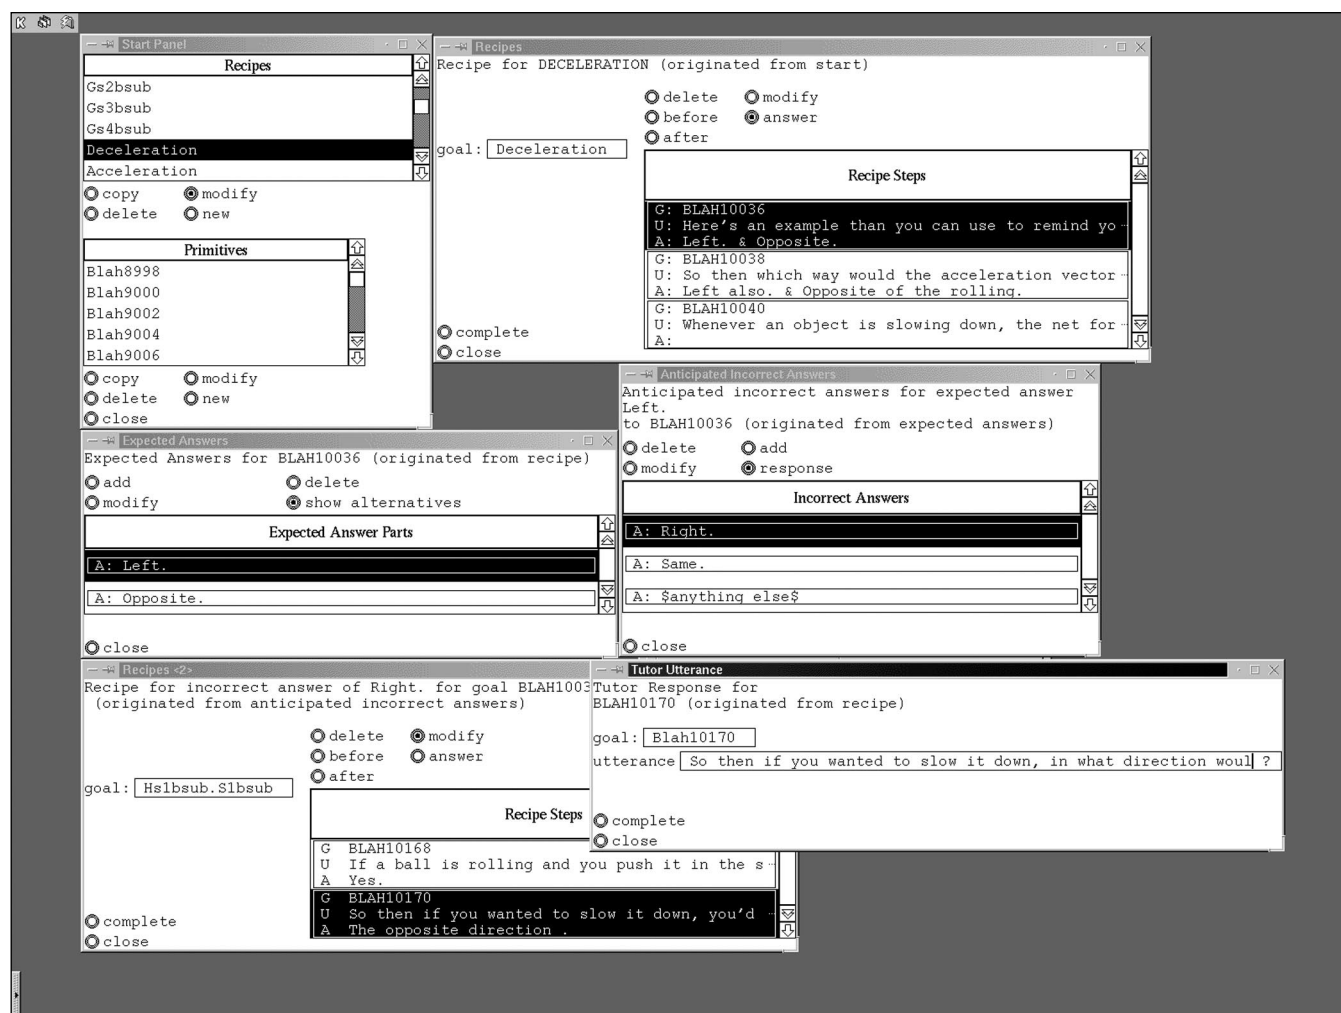 Start Panel
Recipes
Gs2bsub
Gs3bsub
Gs4bsub
Deceleration
Acceleration
copy modify
delete new
Primitives
Blah8998
Blah9000
Blah9002
Blah9004
Blah9006
copy modify
delete new
close
Recipes
Recipe for DECELERATION (originated from start)
delete modify
before answer
after
goal: Deceleration
Recipe Steps
G: BLAH10036
U: Here's an example than you can use to remind yo
A: Left. & Opposite.
G: BLAH10038
U: So then which way would the acceleration vector
A: Left also. & Opposite of the rolling.
G: BLAH10040
U: Whenever an object is slowing down, the net for
A:
complete
close
Expected Answers
Expected Answers for BLAH10036 (originated from recipe)
add delete
modify show alternatives
Expected Answer Parts
A: Left.
A: Opposite.
close
Anticipated Incorrect Answers
Anticipated incorrect answers for expected answer
Left.
to BLAH10036 (originated from expected answers)
delete add
modify response
Incorrect Answers
A: Right.
A: Same.
A: $anything else$
close
Recipes <2>
Recipe for incorrect answer of Right. for goal BLAH1003
(originated from anticipated incorrect answers)
delete modify
before answer
after
goal: Hs1bsub.S1bsub
Recipe Steps
G BLAH10168
U If a ball is rolling and you push it in the s
A Yes.
G BLAH10170
U So then if you wanted to slow it down, you'd
A The opposite direction .
complete
close
Tutor Utterance
Tutor Response for
BLAH10170 (originated from recipe)
goal: Blah10170
utterance So then if you wanted to slow it down, in what direction woul ?
complete
close